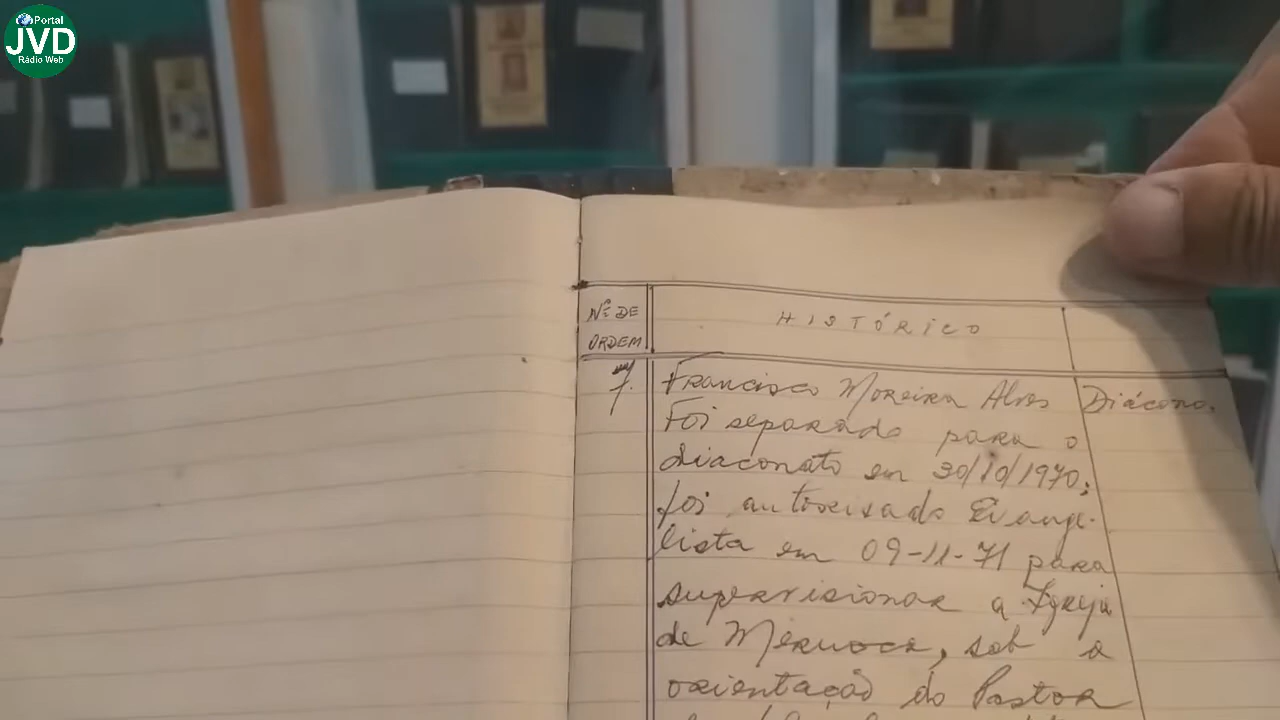 Portal
JVD
Rádio Web
Nº DE
ORDEM
HISTÓRICO
7.
Francisco Moreira Alves
Diácono.
Foi separado para o
diaconato em 30/10/1970;
foi autorisado Evange-
lista em 09-11-71 para
supervisionar a Igreja
de Meruoca, sob a
orientação do Pastor